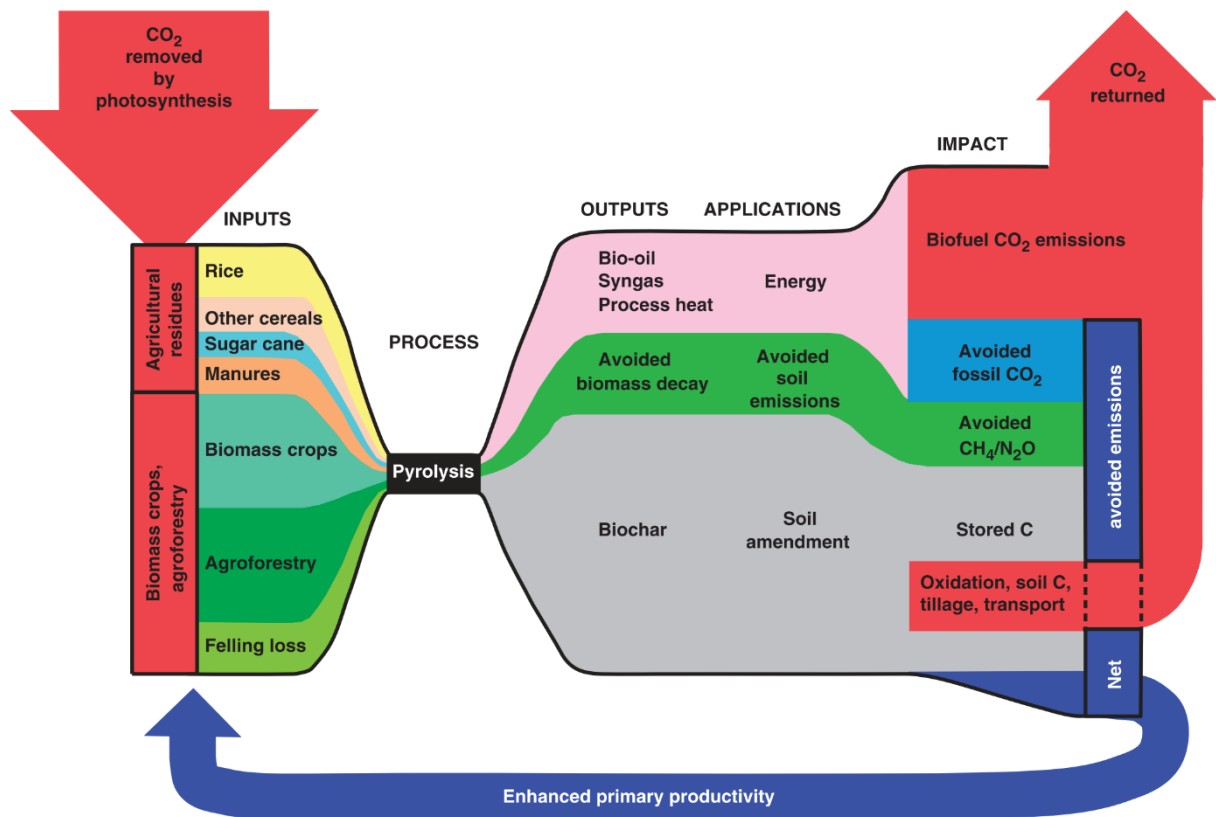 CO2
removed
by
photosynthesis
CO2
returned
INPUTS
PROCESS
OUTPUTS
APPLICATIONS
IMPACT
Agricultural
residues
Biomass crops,
agroforestry
Rice
Other cereals
Sugar cane
Manures
Biomass crops
Agroforestry
Felling loss
Pyrolysis
Bio-oil
Syngas
Process heat
Energy
Avoided
biomass decay
Avoided
soil
emissions
Biochar
Soil
amendment
Biofuel CO2 emissions
Avoided
fossil CO2
Avoided
CH4/N2O
Stored C
Oxidation, soil C,
tillage, transport
avoided emissions
Net
Enhanced primary productivity